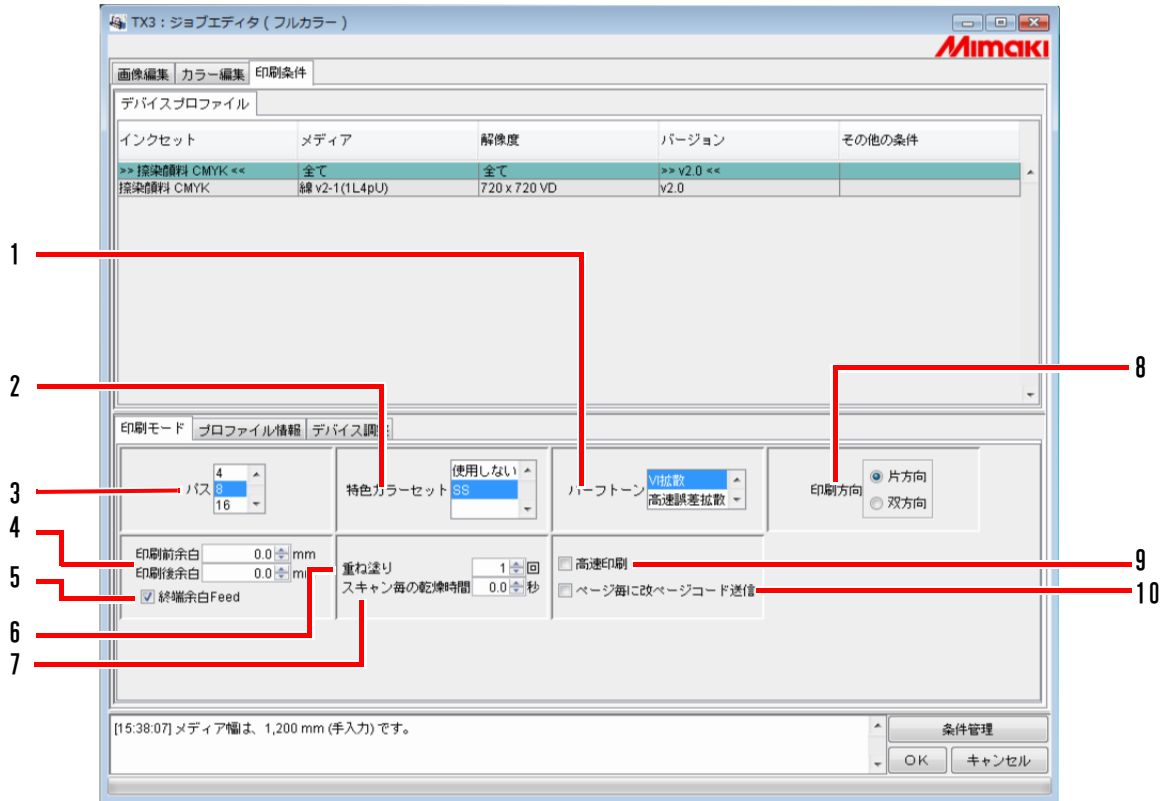 TX3：ジョブエディタ ( フルカラー )
Mimaki
画像編集 カラー編集 印刷条件
デバイスプロファイル
インクセット メディア 解像度 バージョン その他の条件
>> 捺染顔料 CMYK << 全て 全て >> v2.0 <<
捺染顔料 CMYK 綿 v2-1(1L4pU) 720 x 720 VD v2.0
1
2
8
印刷モード プロファイル情報 デバイス調整
3
パス 4 8 16
特色カラーセット 使用しない SS
ハーフトーン VI拡散 高速誤差拡散
印刷方向 片方向 双方向
4
印刷前余白 0.0 mm
印刷後余白 0.0 mm
5
終端余白Feed
6
重ね塗り 1 回
7
スキャン毎の乾燥時間 0.0 秒
高速印刷
9
ページ毎に改ページコード送信
10
[15:38:07] メディア幅は、1,200 mm (手入力) です。
条件管理
OK キャンセル